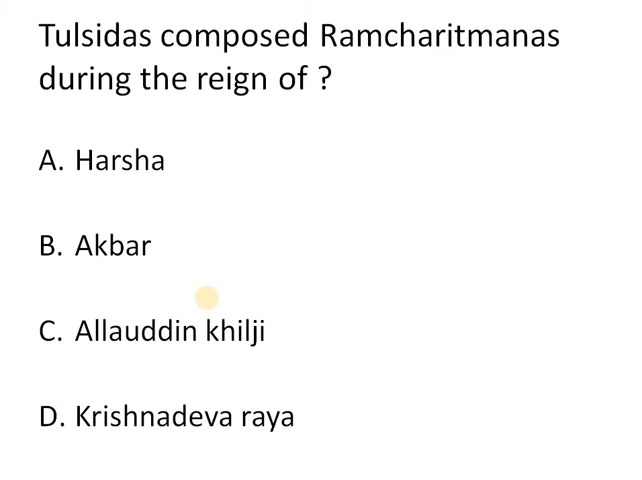 Tulsidas composed Ramcharitmanas
during the reign of ?
A. Harsha
B. Akbar
C. Allauddin khilji
D. Krishnadeva raya